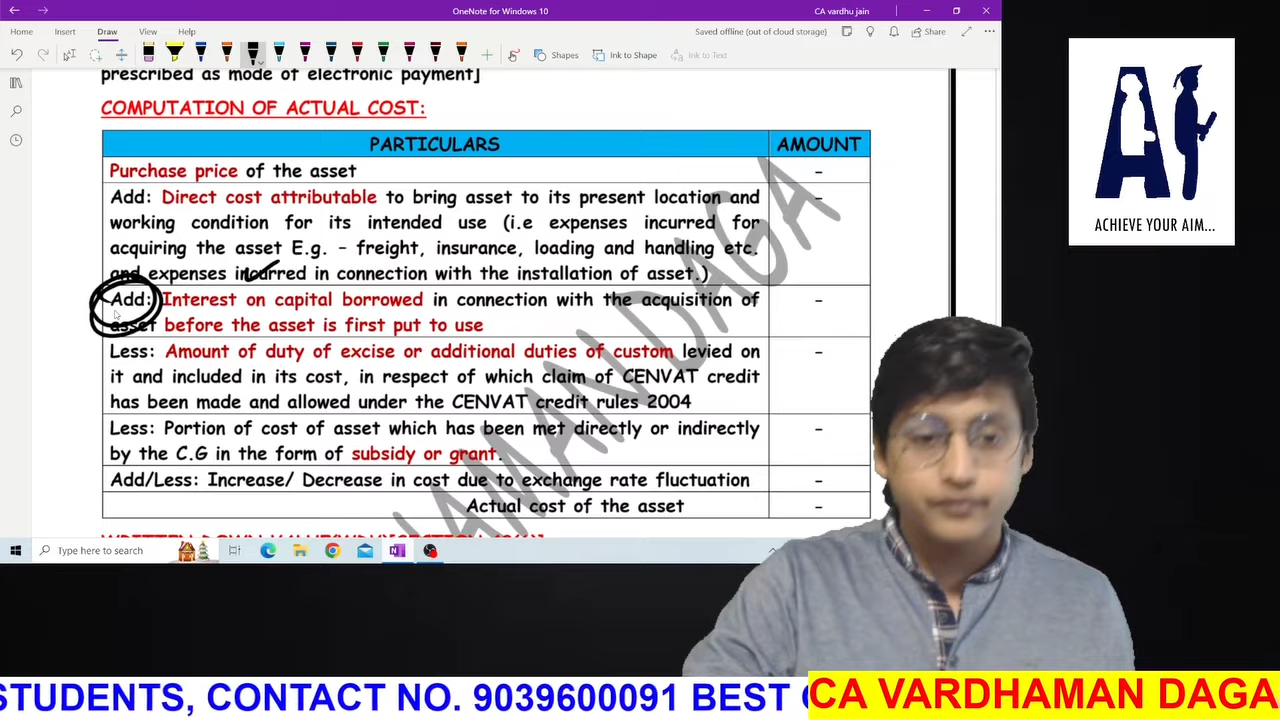 OneNote for Windows 10
CA vardhu jain
Home Insert Draw View Help
Saved offline (out of cloud storage)
Share
Shapes
Ink to Shape
Ink to Text
prescribed as mode of electronic payment]
COMPUTATION OF ACTUAL COST:
PARTICULARS AMOUNT
Purchase price of the asset -
Add: Direct cost attributable to bring asset to its present location and -
working condition for its intended use (i.e expenses incurred for
acquiring the asset E.g. - freight, insurance, loading and handling etc.
and expenses incurred in connection with the installation of asset.)
Add: Interest on capital borrowed in connection with the acquisition of -
asset before the asset is first put to use
Less: Amount of duty of excise or additional duties of custom levied on -
it and included in its cost, in respect of which claim of CENVAT credit
has been made and allowed under the CENVAT credit rules 2004
Less: Portion of cost of asset which has been met directly or indirectly -
by the C.G in the form of subsidy or grant.
Add/Less: Increase/ Decrease in cost due to exchange rate fluctuation -
Actual cost of the asset -
AMAN DAGA
Type here to search
AI
ACHIEVE YOUR AIM...
STUDENTS, CONTACT NO. 9039600091 BEST
CA VARDHAMAN DAGA